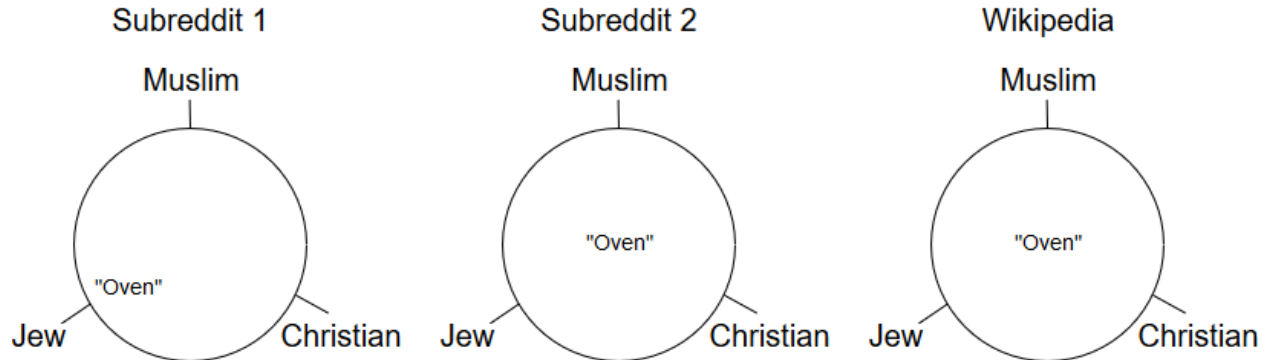 Subreddit 1
Muslim
"Oven"
Jew
Christian
Subreddit 2
Muslim
"Oven"
Jew
Christian
Wikipedia
Muslim
"Oven"
Jew
Christian